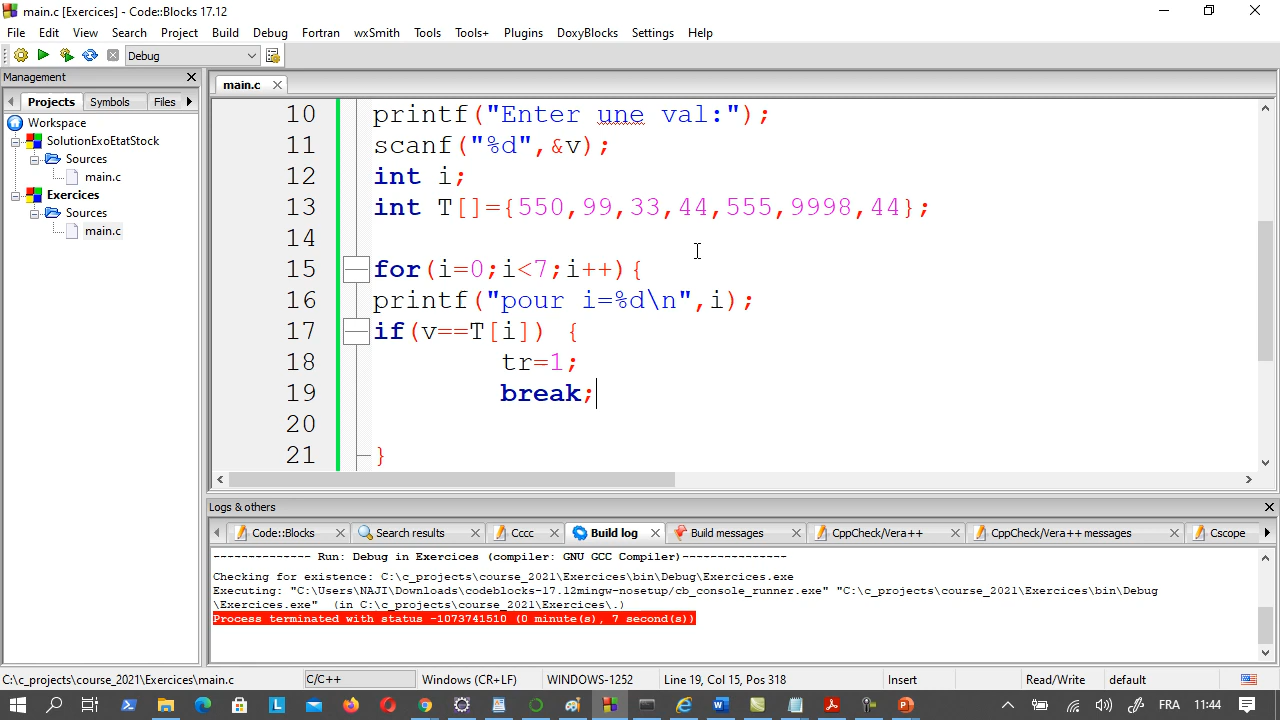 main.c [Exercices] - Code::Blocks 17.12
File Edit View Search Project Build Debug Fortran wxSmith Tools Tools+ Plugins DoxyBlocks Settings Help
Debug
Management
Projects Symbols Files
Workspace
SolutionExoEtatStock
Sources
main.c
Exercices
Sources
main.c
main.c
10 printf("Enter une val:");
11 scanf("%d",&v);
12 int i;
13 int T[]={550,99,33,44,555,9998,44};
14
15 for(i=0;i<7;i++){
16 printf("pour i=%d\n",i);
17 if(v==T[i]) {
18 tr=1;
19 break;
20
21 }
Logs & others
Code::Blocks Search results Cccc Build log Build messages CppCheck/Vera++ CppCheck/Vera++ messages Cscope
-------------- Run: Debug in Exercices (compiler: GNU GCC Compiler)---------------
Checking for existence: C:\c_projects\course_2021\Exercices\bin\Debug\Exercices.exe
Executing: "C:\Users\NAJI\Downloads\codeblocks-17.12mingw-nosetup/cb_console_runner.exe" "C:\c_projects\course_2021\Exercices\bin\Debug
\Exercices.exe"  (in C:\c_projects\course_2021\Exercices\.)
Process terminated with status -1073741510 (0 minute(s), 7 second(s))
C:\c_projects\course_2021\Exercices\main.c C/C++ Windows (CR+LF) WINDOWS-1252 Line 19, Col 15, Pos 318 Insert Read/Write default
FRA 11:44